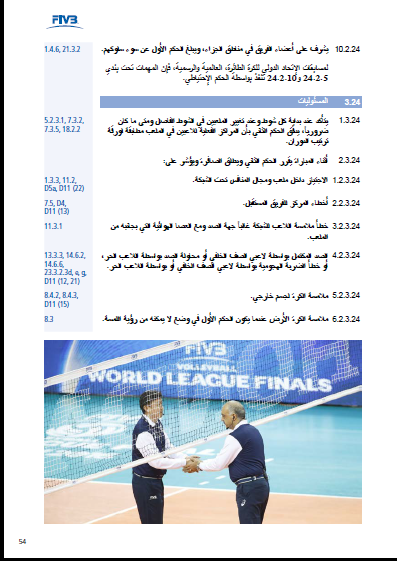 FIVB
10.2.24 يشرف على أعضاء الفريق في مناطق الجزاء، ويبلغ الحكم الأول عن سوء سلوكهم. 1.4.6, 21.3.2
لمسابقات الإتحاد الدولي للكرة الطائرة، العالمية والرسمية، فإن المهمات تحت بندي
5-2-24 و10-2-24 تنفذ بواسطة الحكم الإحتياطي.
3.24 المسئوليات
1.3.24 يتأكد عند بداية كل شوط وعند تغيير الملعبين في الشوط الفاصل ومتى ما كان 5.2.3.1, 7.3.2,
ضرورياً، يدقق الحكم الثاني بأن المراكز الفعلية للاعبين في الملعب مطابقة لورقة 7.3.5, 18.2.2
ترتيب الدوران.
2.3.24 أثناء المباراة يقرر الحكم الثاني ويطلق الصافرة ويؤشر على:
1.2.3.24 الاجتياز داخل ملعب ومجال المنافس تحت الشبكة. 1.3.3, 11.2,
D5a, D11 (22)
2.2.3.24 أخطاء المركز للفريق المستقبل. 7.5, D4,
D11 (13)
3.2.3.24 خطأ ملامسة اللاعب للشبكة غالباً جهة الصد ومع العصا الهوائية التي بجانبه من 11.3.1
الملعب.
4.2.3.24 الصد المكتمل بواسطة لاعبي الصف الخلفي أو محاولة الصد بواسطة اللاعب الحر، 13.3.3, 14.6.2,
أو خطأ الضربة الهجومية بواسطة لاعبي الصف الخلفي أو بواسطة اللاعب الحر. 14.6.6,
23.3.2.3d, e, g,
D11 (12, 21)
5.2.3.24 ملامسة الكرة لجسم خارجي. 8.4.2, 8.4.3,
D11 (15)
6.2.3.24 ملامسة الكرة الأرض عندما يكون الحكم الأول في وضع لا يمكنه من رؤية اللمسة. 8.3
FIVB
VOLLEYBALL
WORLD LEAGUE FINALS
54